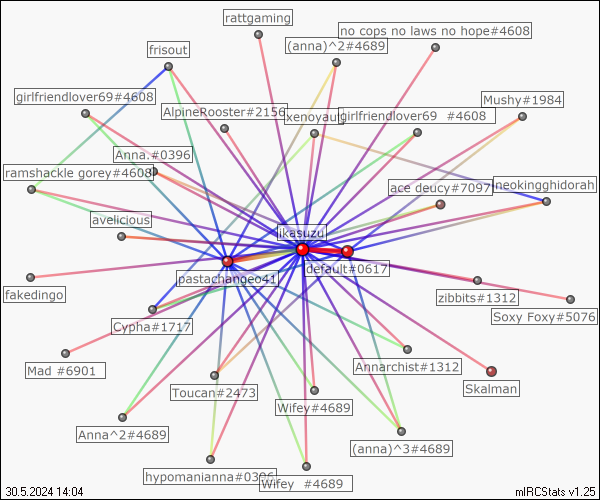 rattgaming
no cops no laws no hope#4608
(anna)^2#4689
frisout
girlfriendlover69#4608
Mushy#1984
AlpineRooster#2156
xenoyaur
girlfriendlover69 #4608
Anna.#0396
ramshackle gorey#4608
ace deucy#7097
neokingghidorah
avelicious
jikasuzu
default#0617
pastachangeo41
fakedingo
zibbits#1312
Soxy Foxy#5076
Cypha#1717
Mad #6901
Annarchist#1312
Skalman
Toucan#2473
Wifey#4689
Anna^2#4689
(anna)^3#4689
hypomanianna#0396
Wifey #4689
30.5.2024 14:04
mIRCStats v1.25